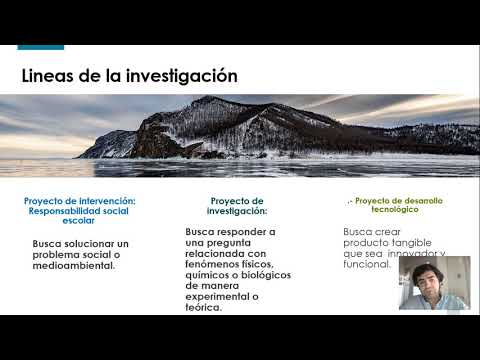 Lineas de la investigación
Proyecto de intervención:
Responsabilidad social
escolar
Busca solucionar un
problema social o
medioambiental.
Proyecto de
investigación:
Busca responder a
una pregunta
relacionada con
fenómenos físicos,
químicos o biológicos
de manera
experimental o
teórica.
.- Proyecto de desarrollo
tecnológico
Busca crear
producto tangible
que sea innovador y
funcional.